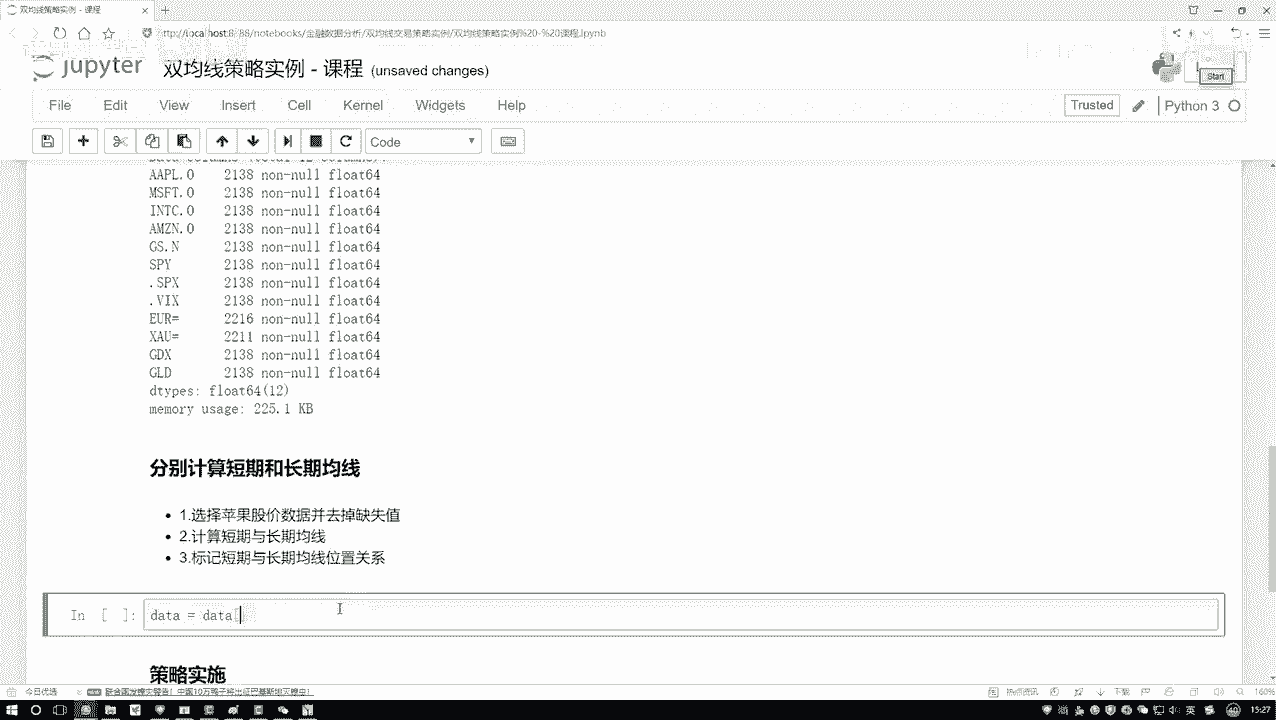 双均线策略实例 - 课程
localhost:8888/notebooks/金融数据分析/双均线交易策略实例/双均线策略实例%20-%20课程.ipynb
jupyter 双均线策略实例 - 课程 (unsaved changes)
Start
File Edit View Insert Cell Kernel Widgets Help
Trusted Python 3
Code
AAPL.O 2138 non-null float64
MSFT.O 2138 non-null float64
INTC.O 2138 non-null float64
AMZN.O 2138 non-null float64
GS.N 2138 non-null float64
SPY 2138 non-null float64
.SPX 2138 non-null float64
.VIX 2138 non-null float64
EUR= 2216 non-null float64
XAU= 2211 non-null float64
GDX 2138 non-null float64
GLD 2138 non-null float64
dtypes: float64(12)
memory usage: 225.1 KB
分别计算短期和长期均线
1.选择苹果股价数据并去掉缺失值
2.计算短期与长期均线
3.标记短期与长期均线位置关系
In [ ]: data = data[]
策略实施
今日优选
热点资讯
下载
160%
英
15:27